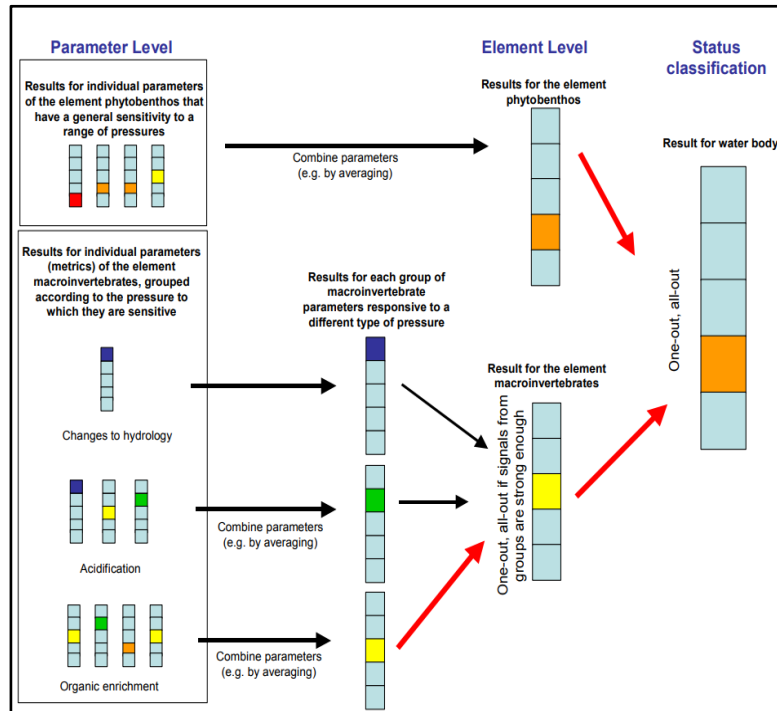 Parameter Level
Element Level
Status
classification
Results for individual parameters
of the element phytobenthos that
have a general sensitivity to a
range of pressures
Combine parameters
(e.g. by averaging)
Results for the element
phytobenthos
Result for water body
One-out, all-out
Results for individual parameters
(metrics) of the element
macroinvertebrates, grouped
according to the pressure to
which they are sensitive
Changes to hydrology
Acidification
Organic enrichment
Results for each group of
macroinvertebrate
parameters responsive to a
different type of pressure
Combine parameters
(e.g. by averaging)
Combine parameters
(e.g. by averaging)
Result for the element
macroinvertebrates
One-out, all-out if signals from
groups are strong enough